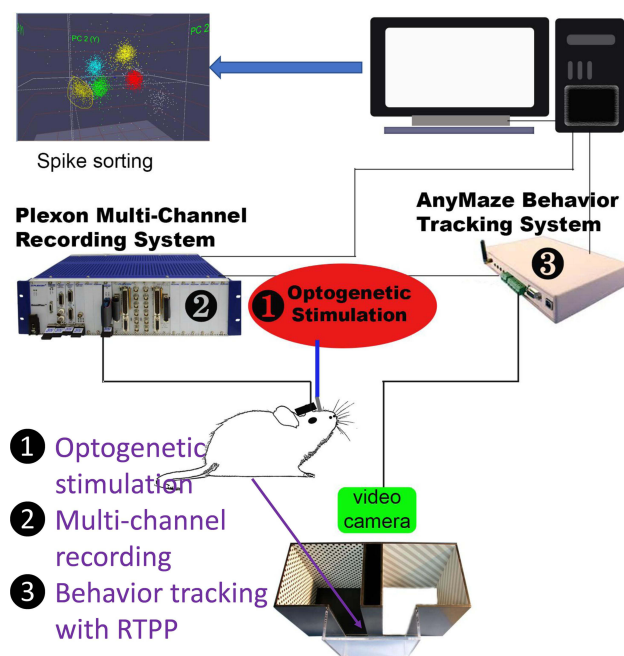 PC 2 (Y)
PC 2
Spike sorting
Plexon Multi-Channel
Recording System
AnyMaze Behavior
Tracking System
❷
❶ Optogenetic
Stimulation
❸
❶ Optogenetic
stimulation
❷ Multi-channel
recording
❸ Behavior tracking
with RTPP
video
camera